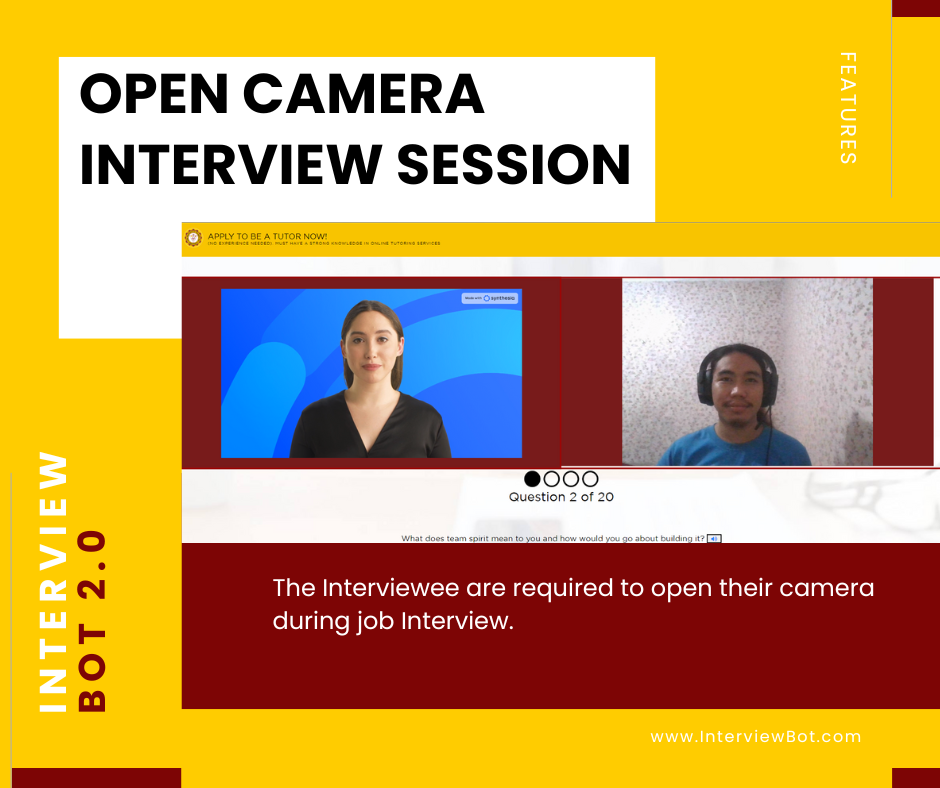 OPEN CAMERA
INTERVIEW SESSION
FEATURES
APPLY TO BE A TUTOR NOW!
(NO EXPERIENCE NEEDED). MUST HAVE A STRONG KNOWLEDGE IN ONLINE TUTORING SERVICES
Made with synthesia
Question 2 of 20
What does team spirit mean to you and how would you go about building it?
The Interviewee are required to open their camera
during job Interview.
INTERVIEW
BOT 2.0
www.InterviewBot.com